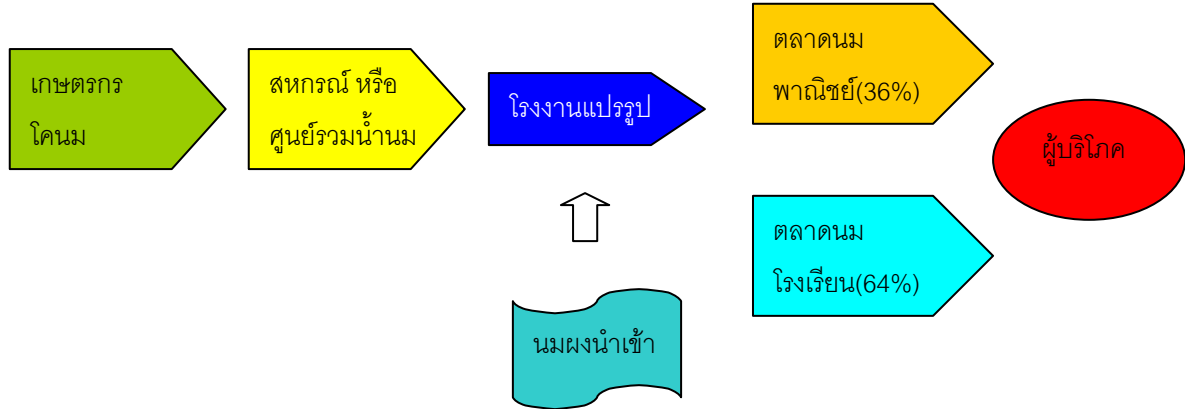 เกษตรกร
โคนม
สหกรณ์ หรือ
ศูนย์รวมน้ำนม
โรงงานแปรรูป
ตลาดนม
พาณิชย์(36%)
ผู้บริโภค
ตลาดนม
โรงเรียน(64%)
นมผงนำเข้า